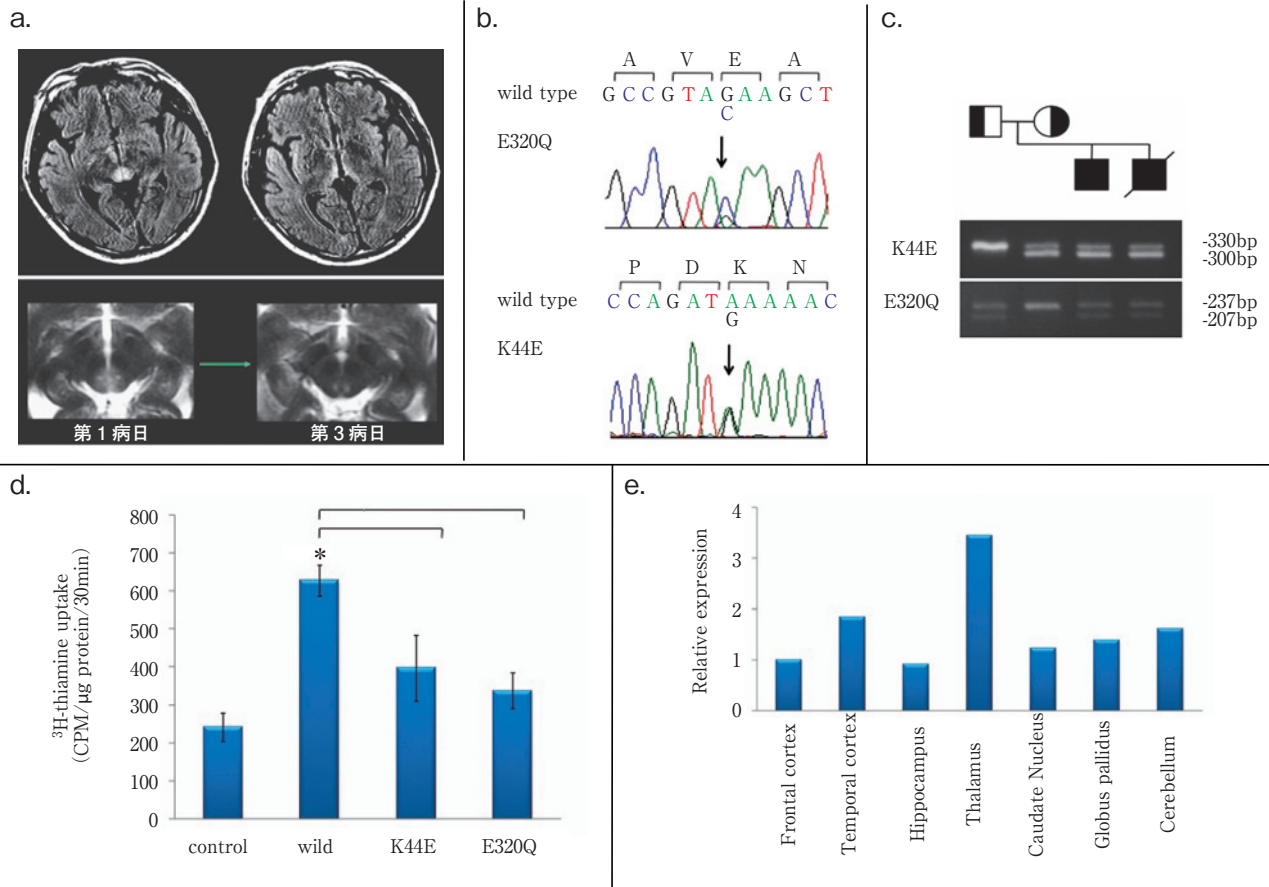 a.
第１病日
第３病日
b.
A V E A
wild type G C C G T A G A A G C T
C
E320Q
P D K N
wild type C C A G A T A A A A A C
G
K44E
c.
K44E
-330bp
-300bp
E320Q
-237bp
-207bp
d.
³H-thiamine uptake
(CPM/μg protein/30min)
800
700
600
500
400
300
200
100
0
*
control wild K44E E320Q
e.
Relative expression
4
3
2
1
0
Frontal cortex
Temporal cortex
Hippocampus
Thalamus
Caudate Nucleus
Globus pallidus
Cerebellum